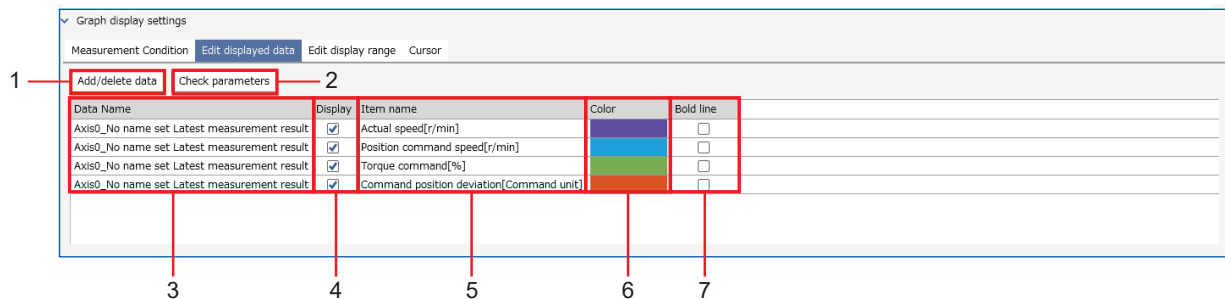 Graph display settings
Measurement Condition Edit displayed data Edit display range Cursor
1 Add/delete data Check parameters 2
Data Name Display Item name Color Bold line
Axis0_No name set Latest measurement result Actual speed[r/min]
Axis0_No name set Latest measurement result Position command speed[r/min]
Axis0_No name set Latest measurement result Torque command[%]
Axis0_No name set Latest measurement result Command position deviation[Command unit]
3 4 5 6 7